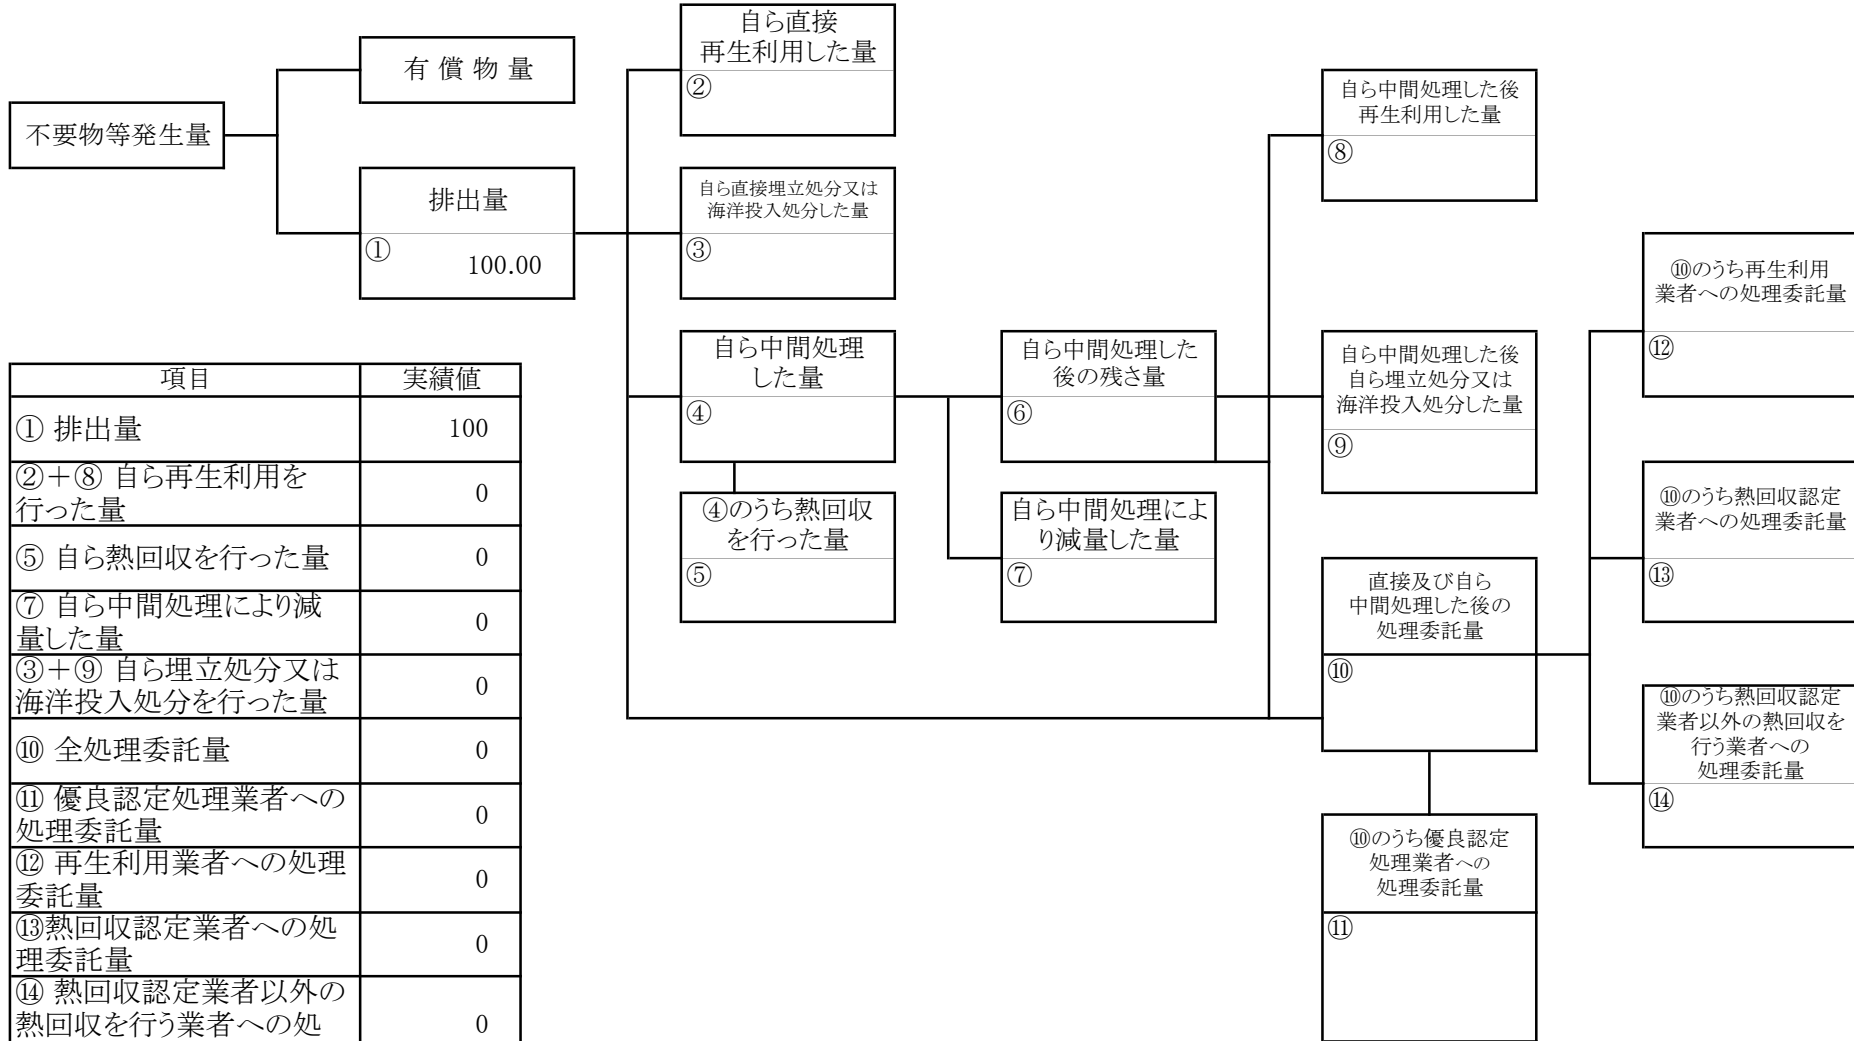 不要物等発生量
有 償 物 量
排出量
①
100.00
自ら直接
再生利用した量
②
自ら直接埋立処分又は
海洋投入処分した量
③
自ら中間処理
した量
④
④のうち熱回収
を行った量
⑤
自ら中間処理した
後の残さ量
⑥
自ら中間処理によ
り減量した量
⑦
自ら中間処理した後
再生利用した量
⑧
自ら中間処理した後
自ら埋立処分又は
海洋投入処分した量
⑨
直接及び自ら
中間処理した後の
処理委託量
⑩
⑩のうち優良認定
処理業者への
処理委託量
⑪
⑩のうち再生利用
業者への処理委託量
⑫
⑩のうち熱回収認定
業者への処理委託量
⑬
⑩のうち熱回収認定
業者以外の熱回収を
行う業者への
処理委託量
⑭
項目 実績値
① 排出量 100
②＋⑧ 自ら再生利用を
行った量 0
⑤ 自ら熱回収を行った量 0
⑦ 自ら中間処理により減
量した量 0
③＋⑨ 自ら埋立処分又は
海洋投入処分を行った量 0
⑩ 全処理委託量 0
⑪ 優良認定処理業者への
処理委託量 0
⑫ 再生利用業者への処理
委託量 0
⑬熱回収認定業者への処
理委託量 0
⑭ 熱回収認定業者以外の
熱回収を行う業者への処 0